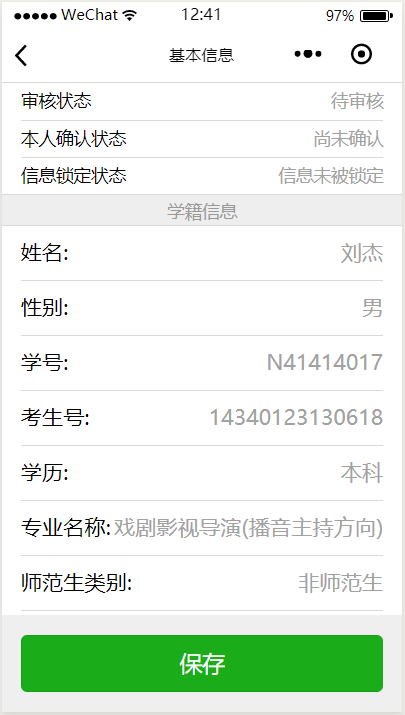 WeChat 12:41 97%
基本信息
审核状态 待审核
本人确认状态 尚未确认
信息锁定状态 信息未被锁定
学籍信息
姓名: 刘杰
性别: 男
学号: N41414017
考生号: 14340123130618
学历: 本科
专业名称: 戏剧影视导演(播音主持方向)
师范生类别: 非师范生
保存